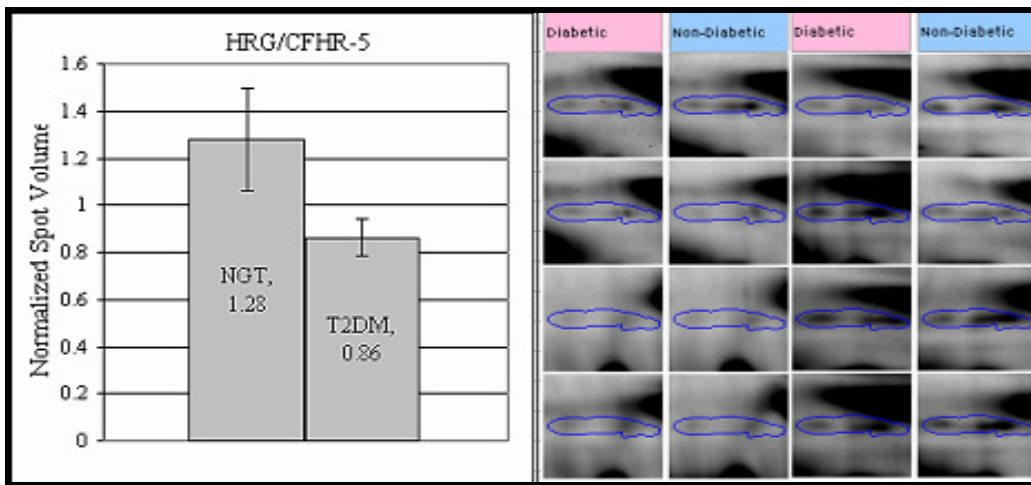 HRG/CFHR-5
Normalized Spot Volume
1.6
1.4
1.2
1
0.8
0.6
0.4
0.2
0
NGT,
1.28
T2DM,
0.86
Diabetic
Non-Diabetic
Diabetic
Non-Diabetic